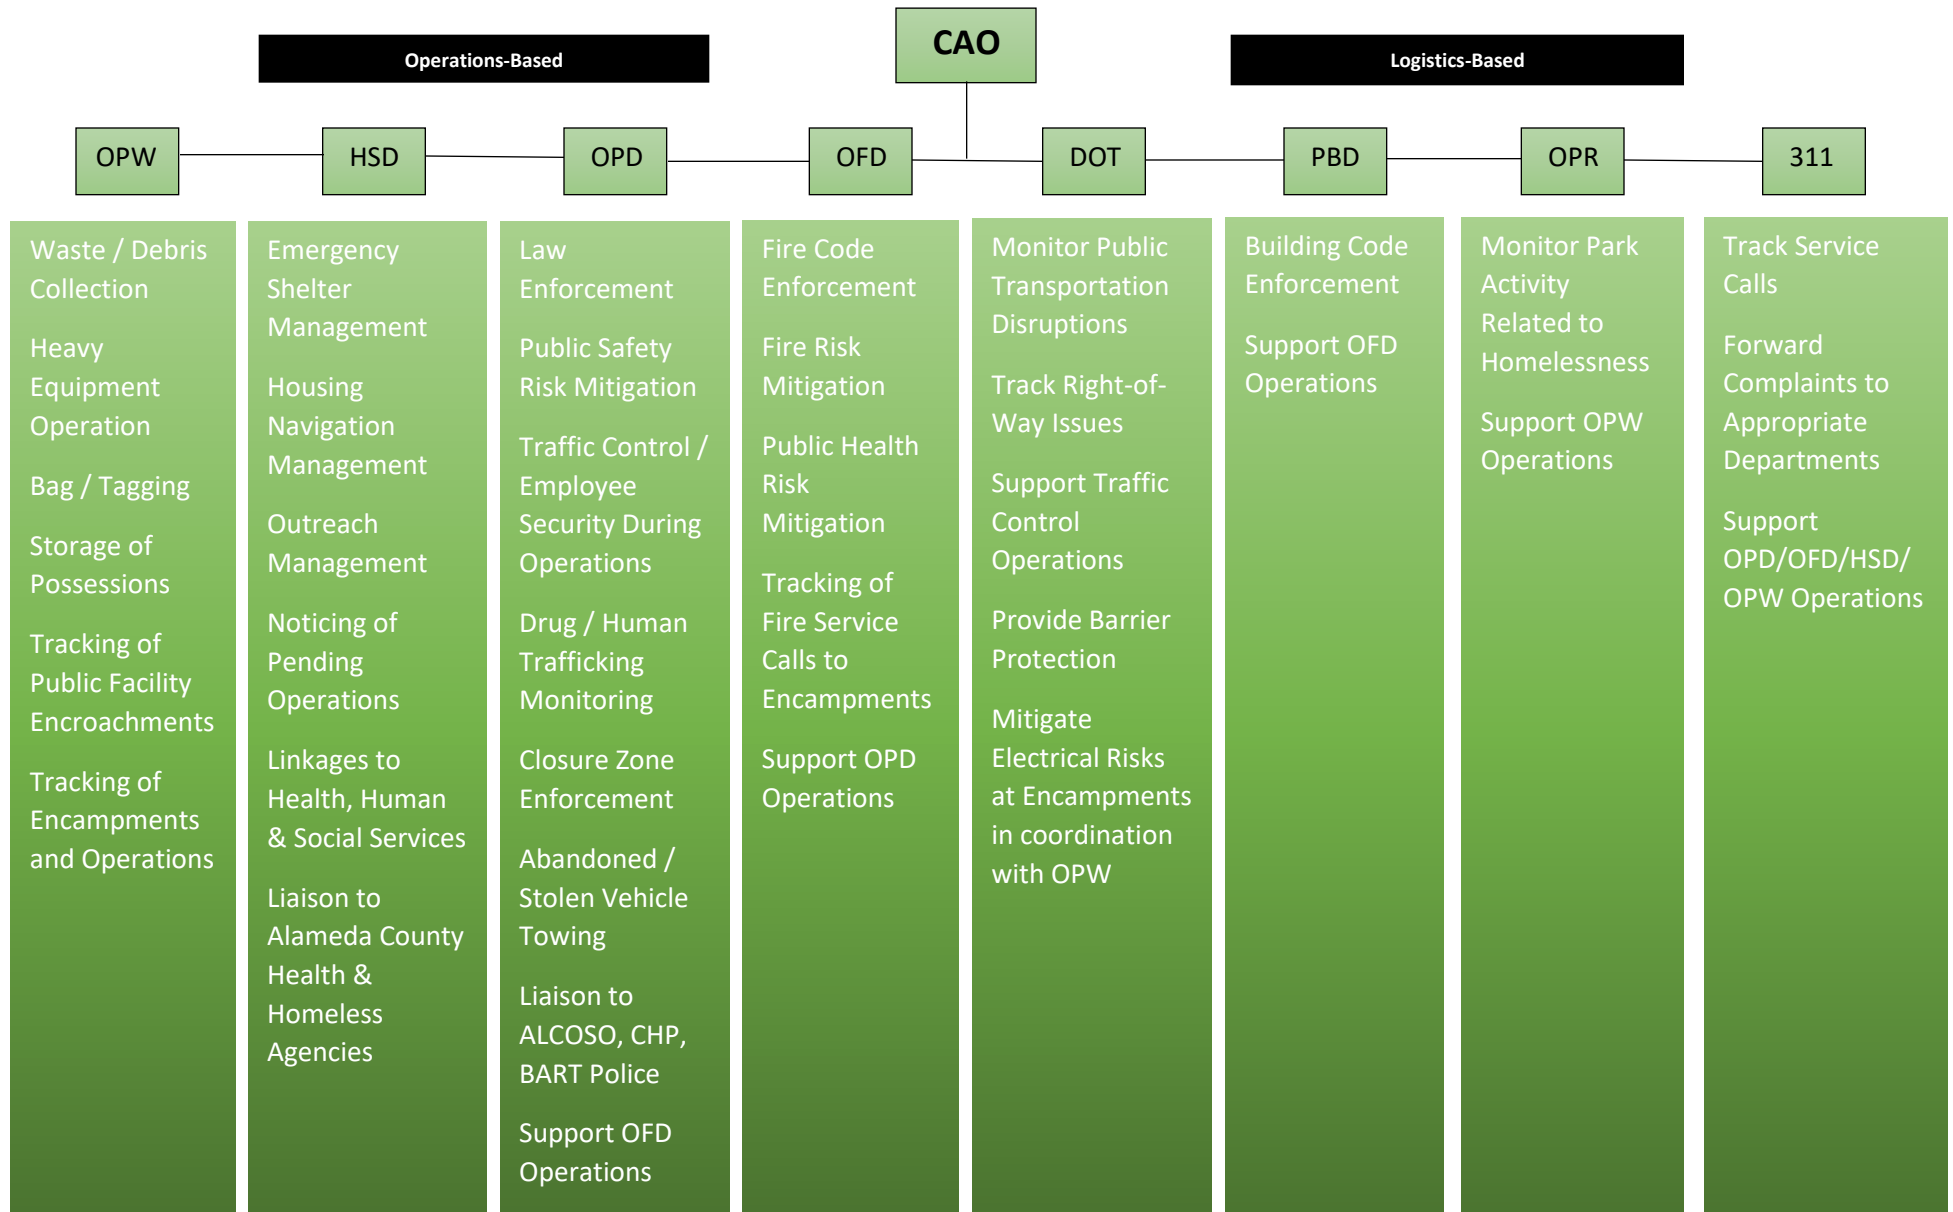 CAO
Operations-Based
Logistics-Based
OPW
HSD
OPD
OFD
DOT
PBD
OPR
311
Waste / Debris
Collection
Heavy
Equipment
Operation
Bag / Tagging
Storage of
Possessions
Tracking of
Public Facility
Encroachments
Tracking of
Encampments
and Operations
Emergency
Shelter
Management
Housing
Navigation
Management
Outreach
Management
Noticing of
Pending
Operations
Linkages to
Health, Human
& Social Services
Liaison to
Alameda County
Health &
Homeless
Agencies
Law
Enforcement
Public Safety
Risk Mitigation
Traffic Control /
Employee
Security During
Operations
Drug / Human
Trafficking
Monitoring
Closure Zone
Enforcement
Abandoned /
Stolen Vehicle
Towing
Liaison to
ALCOSO, CHP,
BART Police
Support OFD
Operations
Fire Code
Enforcement
Fire Risk
Mitigation
Public Health
Risk
Mitigation
Tracking of
Fire Service
Calls to
Encampments
Support OPD
Operations
Monitor Public
Transportation
Disruptions
Track Right-of-
Way Issues
Support Traffic
Control
Operations
Provide Barrier
Protection
Mitigate
Electrical Risks
at Encampments
in coordination
with OPW
Building Code
Enforcement
Support OFD
Operations
Monitor Park
Activity
Related to
Homelessness
Support OPW
Operations
Track Service
Calls
Forward
Complaints to
Appropriate
Departments
Support
OPD/OFD/HSD/
OPW Operations